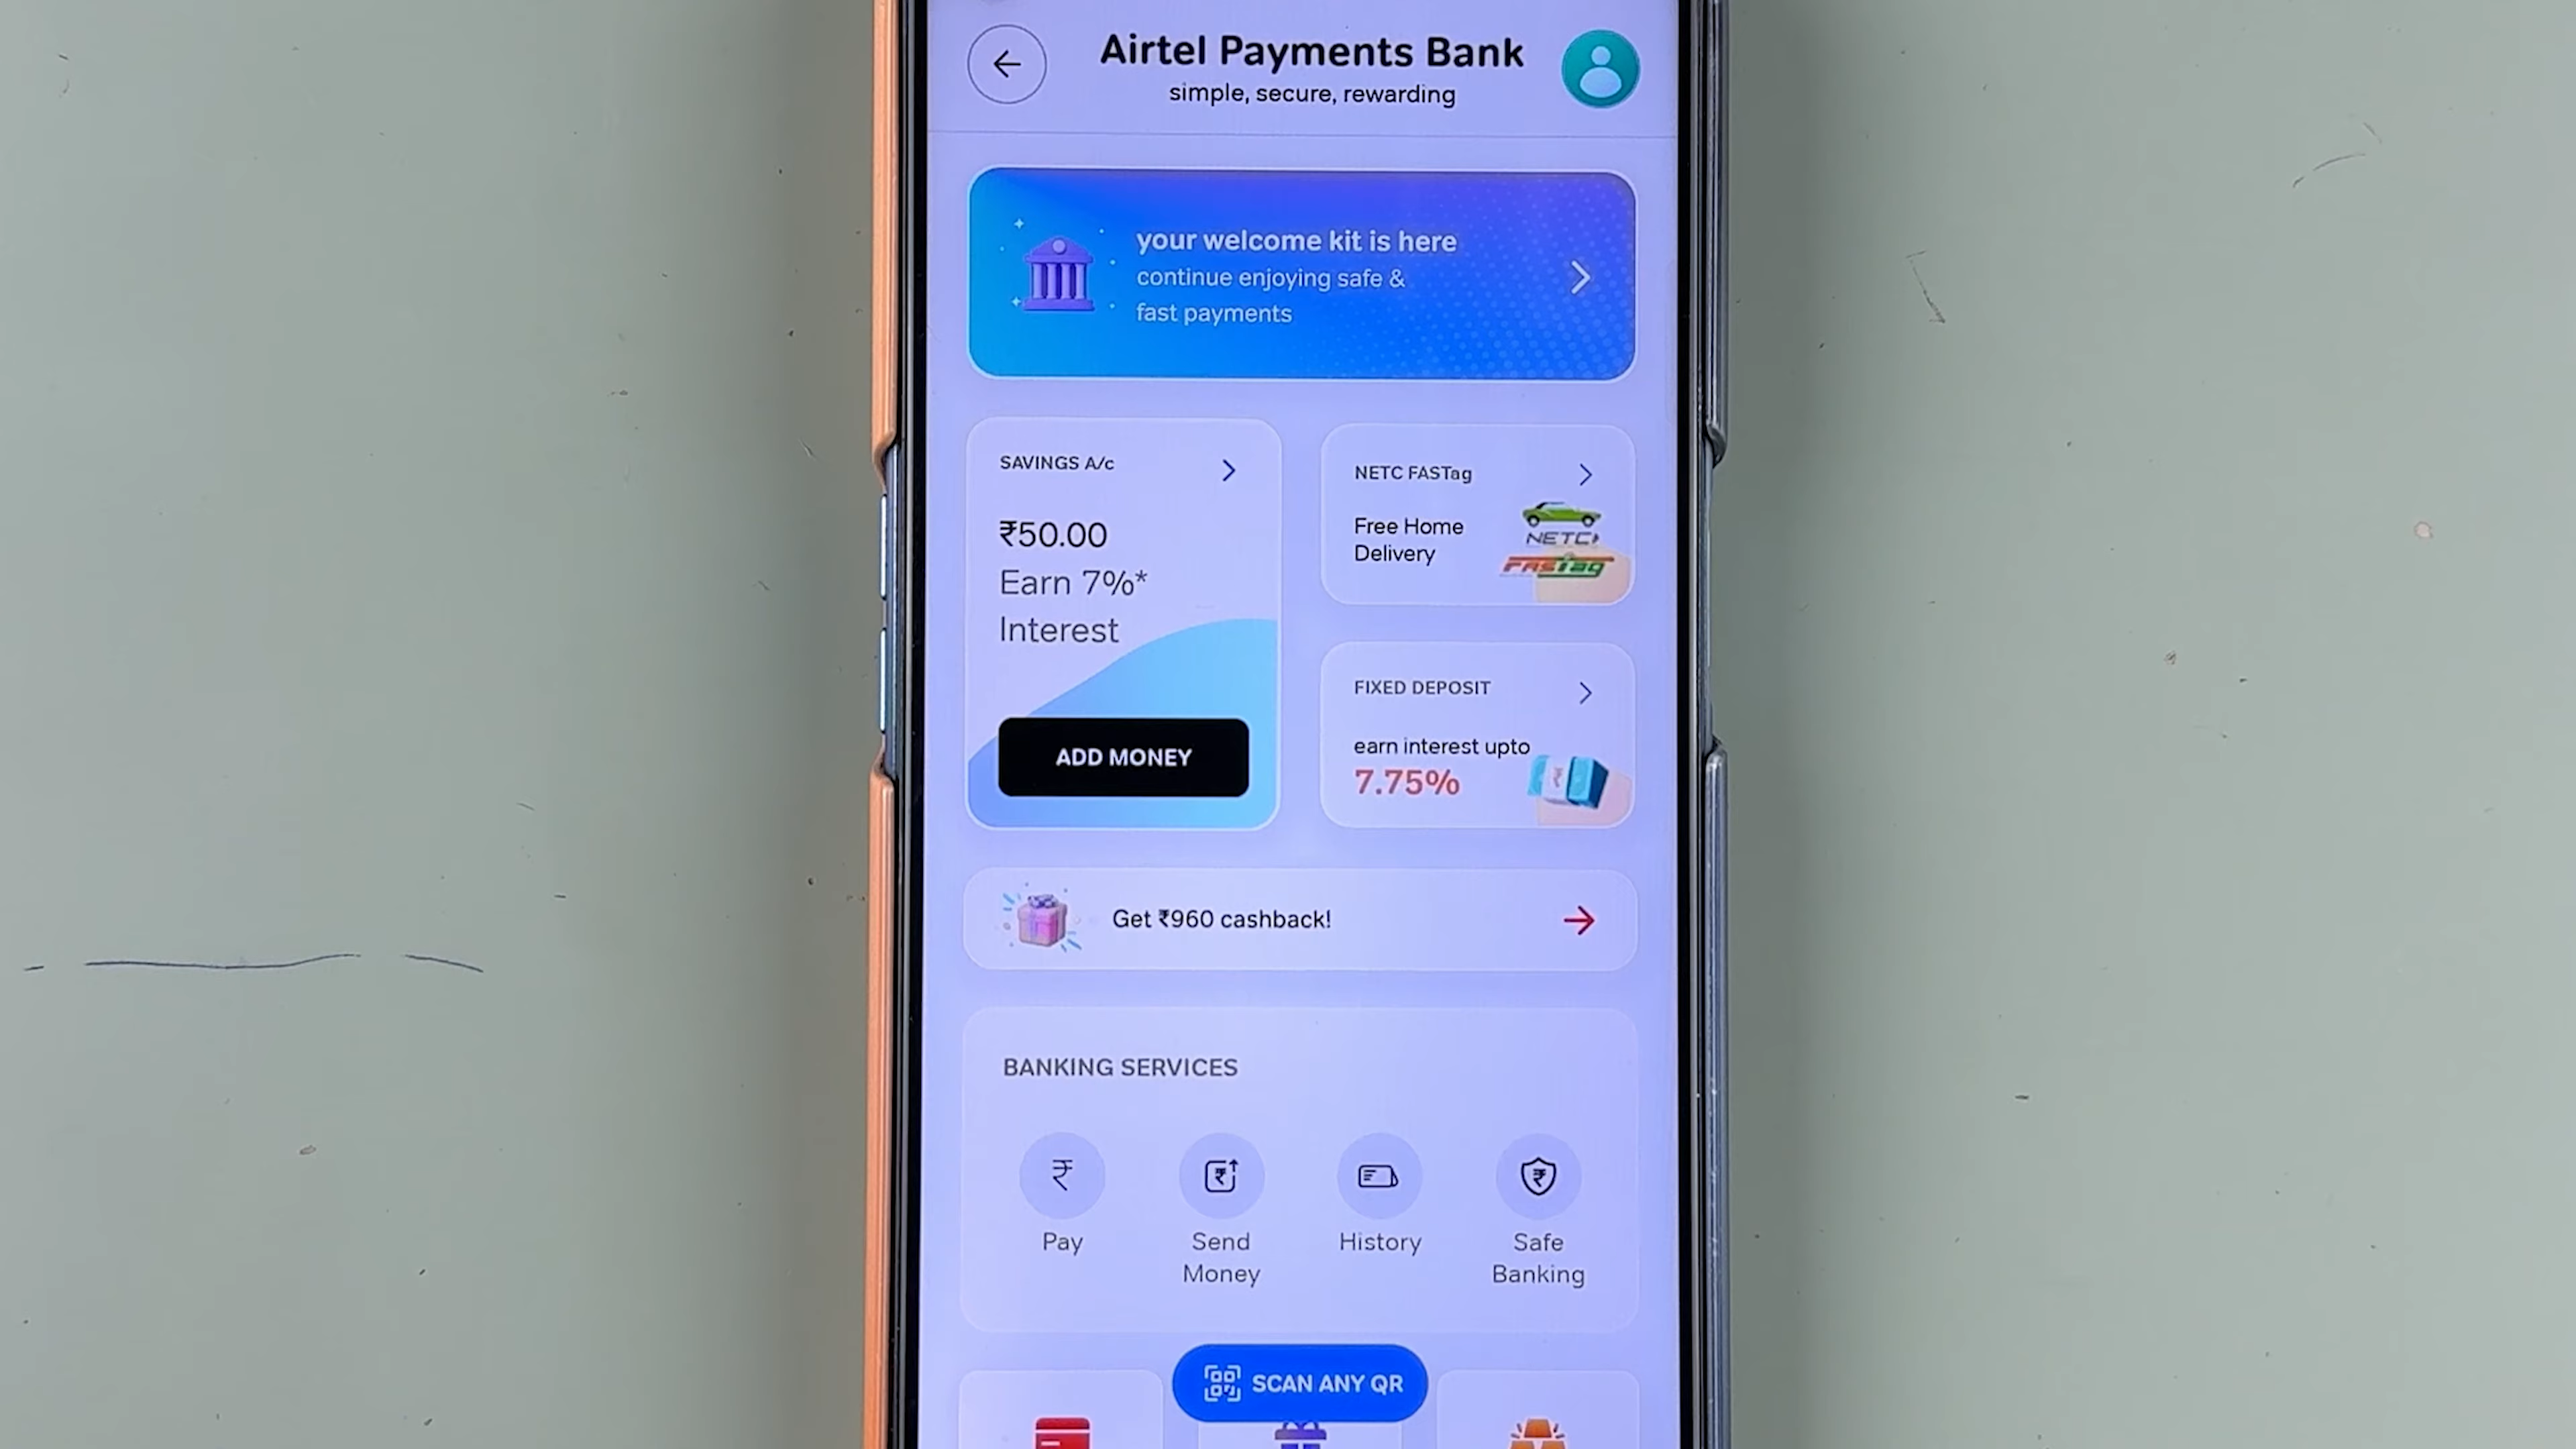 Airtel Payments Bank
simple, secure, rewarding
your welcome kit is here
continue enjoying safe &
fast payments
SAVINGS A/c
₹50.00
Earn 7%*
Interest
ADD MONEY
NETC FASTag
Free Home
Delivery
NETC
FASTag
FIXED DEPOSIT
earn interest upto
7.75%
Get ₹960 cashback!
BANKING SERVICES
Pay
Send
Money
History
Safe
Banking
SCAN ANY QR